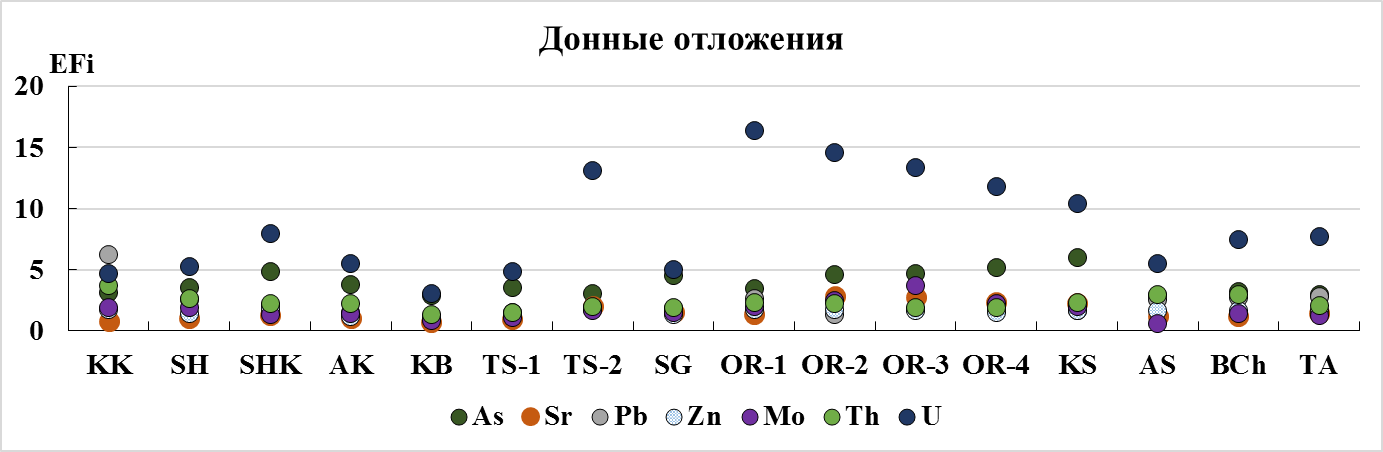 Донные отложения
EFi
20
15
10
5
0
KK SH SHK AK KB TS-1 TS-2 SG OR-1 OR-2 OR-3 OR-4 KS AS BCh TA
As Sr Pb Zn Mo Th U